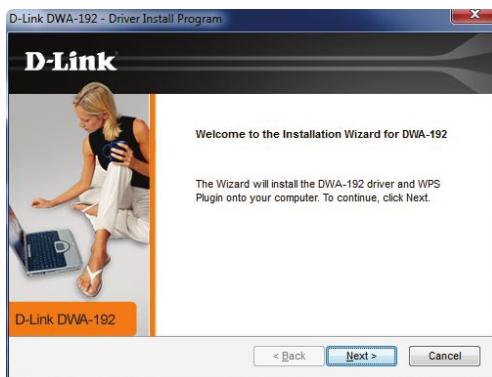 D-Link DWA-192 - Driver Install Program
D-Link
Welcome to the Installation Wizard for DWA-192
The Wizard will install the DWA-192 driver and WPS
Plugin onto your computer. To continue, click Next.
D-Link DWA-192
< Back Next > Cancel